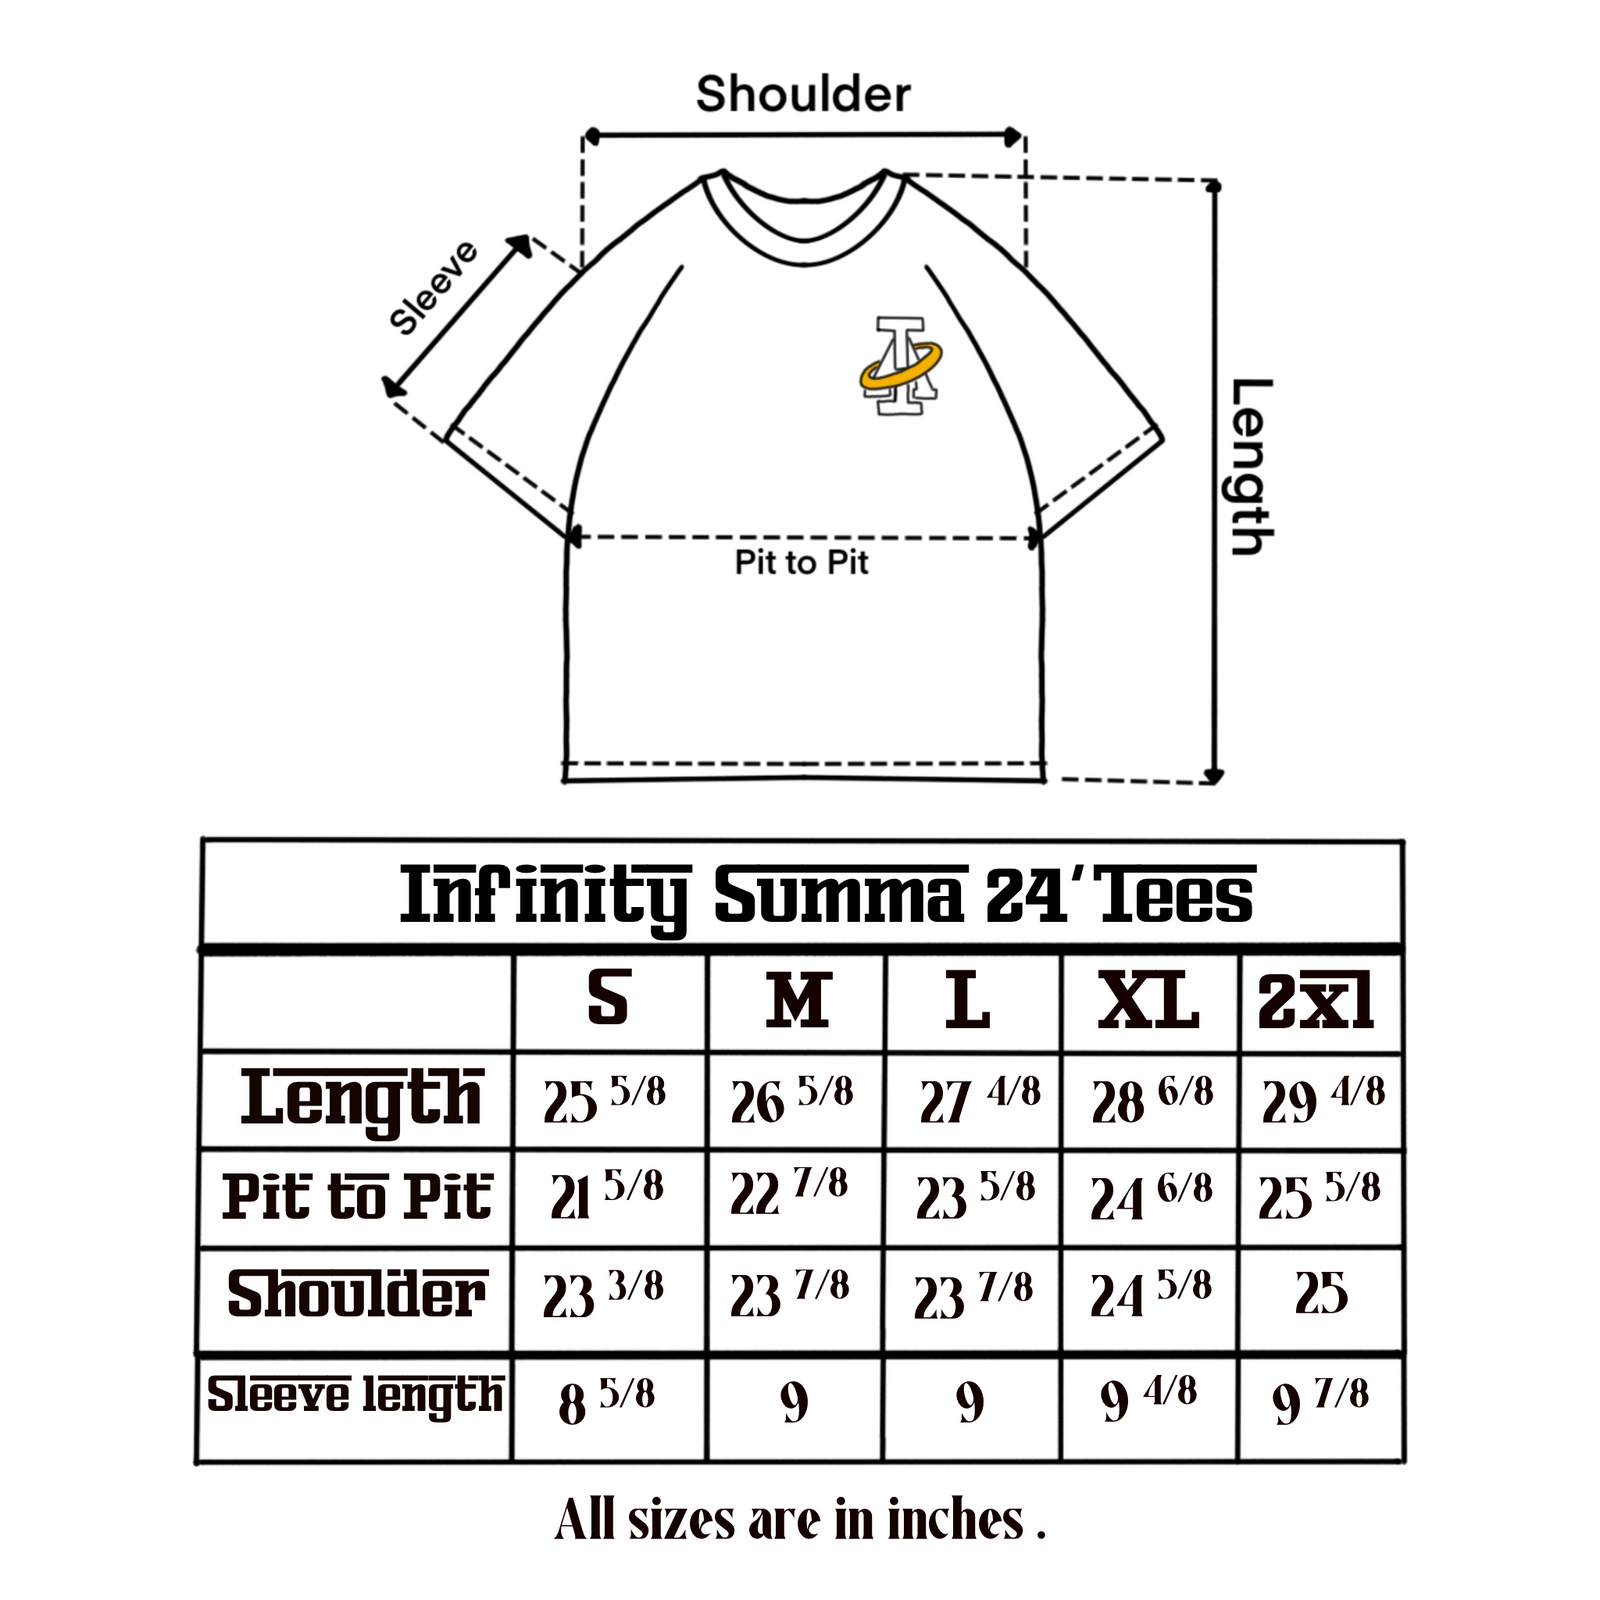 Shoulder
Sleeve
Length
Pit to Pit
Infinity Summa 24' Tees
S M L XL 2xl
Length 25 5/8 26 5/8 27 4/8 28 6/8 29 4/8
Pit to Pit 21 5/8 22 7/8 23 5/8 24 6/8 25 5/8
Shoulder 23 3/8 23 7/8 23 7/8 24 5/8 25
Sleeve length 8 5/8 9 9 9 4/8 9 7/8
All sizes are in inches .